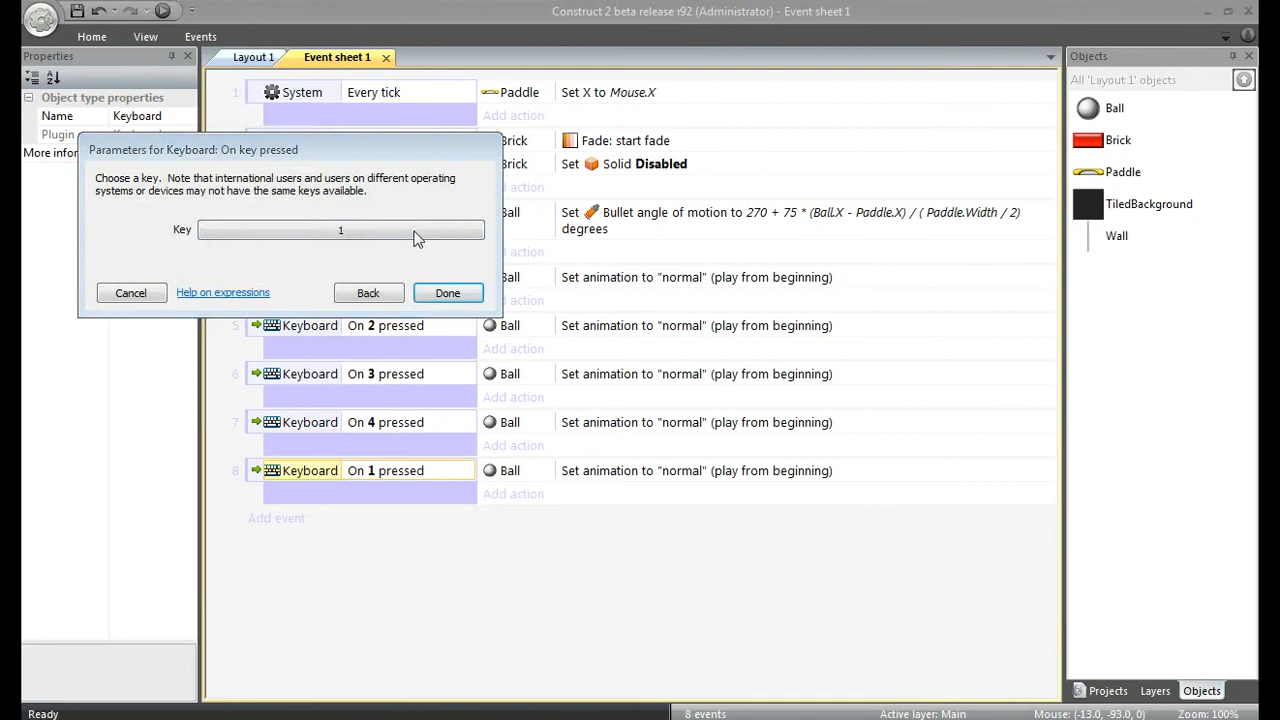 Construct 2 beta release r92 (Administrator) - Event sheet 1
Home View Events
Properties
Object type properties
Name Keyboard
Plugin
More infor
Layout 1 Event sheet 1
1 System Every tick Paddle Set X to Mouse.X
Add action
Brick Fade: start fade
Brick Set Solid Disabled
d action
Ball Set Bullet angle of motion to 270 + 75 * (Ball.X - Paddle.X) / ( Paddle.Width / 2)
degrees
d action
Ball Set animation to "normal" (play from beginning)
d action
5 Keyboard On 2 pressed Ball Set animation to "normal" (play from beginning)
Add action
6 Keyboard On 3 pressed Ball Set animation to "normal" (play from beginning)
Add action
7 Keyboard On 4 pressed Ball Set animation to "normal" (play from beginning)
Add action
8 Keyboard On 1 pressed Ball Set animation to "normal" (play from beginning)
Add action
Add event
Parameters for Keyboard: On key pressed
Choose a key. Note that international users and users on different operating
systems or devices may not have the same keys available.
Key 1
Cancel Help on expressions Back Done
Objects
All 'Layout 1' objects
Ball
Brick
Paddle
TiledBackground
Wall
Projects Layers Objects
Ready 8 events Active layer: Main Mouse: (-13.0, -93.0, 0) Zoom: 100%